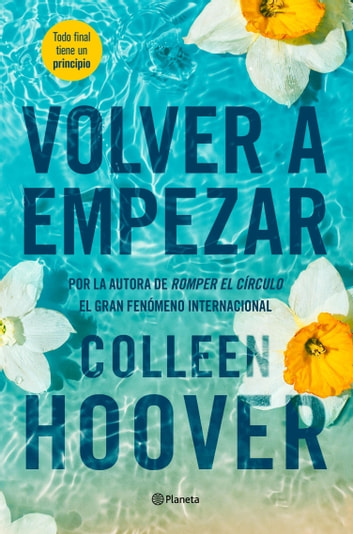 Todo final
tiene un
principio
VOLVER A
EMPEZAR
POR LA AUTORA DE ROMPER EL CÍRCULO
EL GRAN FENÓMENO INTERNACIONAL
COLLEEN
HOOVER
Planeta